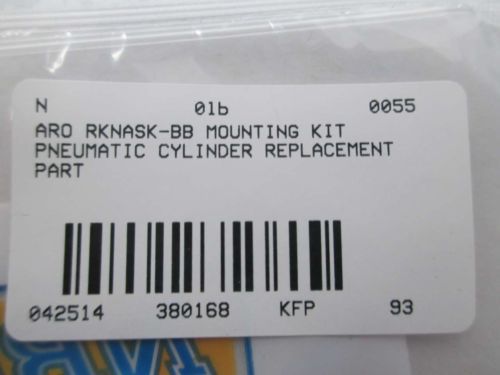 N 01b 0055
ARO RKNASK-BB MOUNTING KIT
PNEUMATIC CYLINDER REPLACEMENT
PART
042514 380168 KFP 93